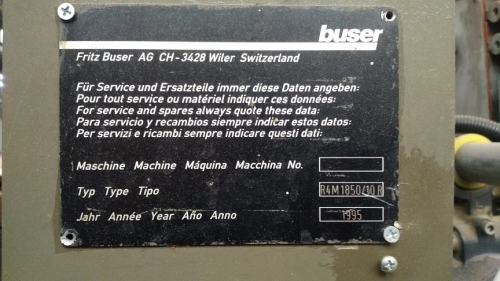 buser
Fritz Buser AG CH-3428 Wiler Switzerland
Für Service und Ersatzteile immer diese Daten angeben:
Pour tout service ou matériel indiquer ces données:
For service and spares always quote these data:
Para servicio y recambios siempre indicar estos datos:
Per servizi e ricambi sempre indicare questi dati:
Maschine Machine Máquina Macchina No.
Typ Type Tipo R4M1850/10 R
Jahr Année Year Año Anno 1995